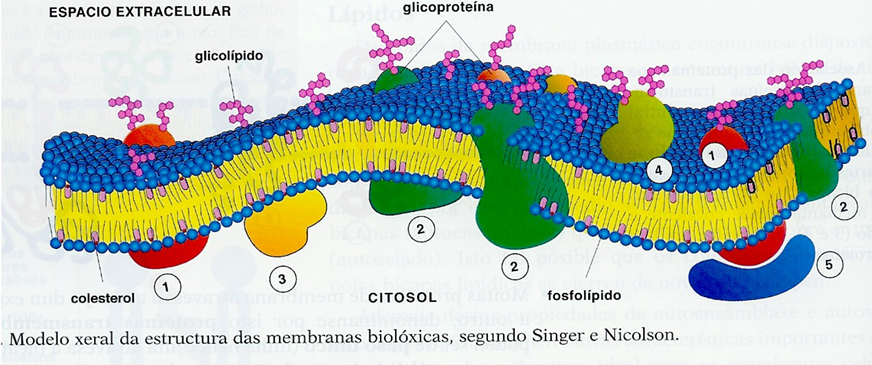 ESPACIO EXTRACELULAR
glicoproteína
glicolípido
4
1
2
1
3
2
2
5
colesterol
CITOSOL
fosfolípido
. Modelo xeral da estructura das membranas biolóxicas, segundo Singer e Nicolson.